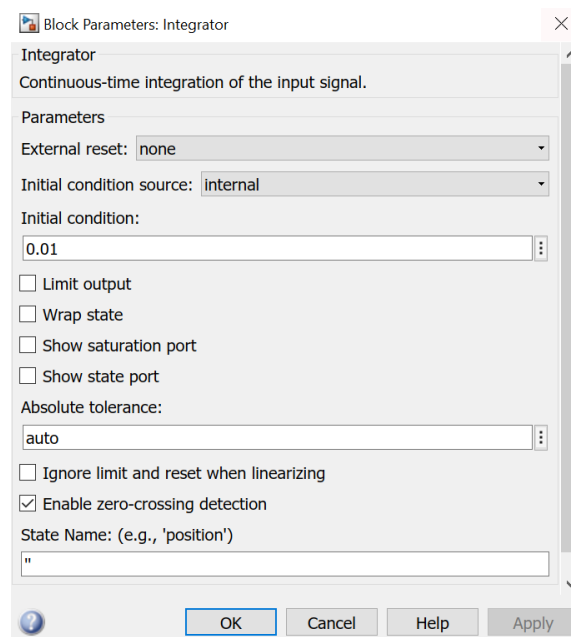 Block Parameters: Integrator
Integrator
Continuous-time integration of the input signal.
Parameters
External reset: none
Initial condition source: internal
Initial condition:
0.01
Limit output
Wrap state
Show saturation port
Show state port
Absolute tolerance:
auto
Ignore limit and reset when linearizing
Enable zero-crossing detection
State Name: (e.g., 'position')
''
OK Cancel Help Apply